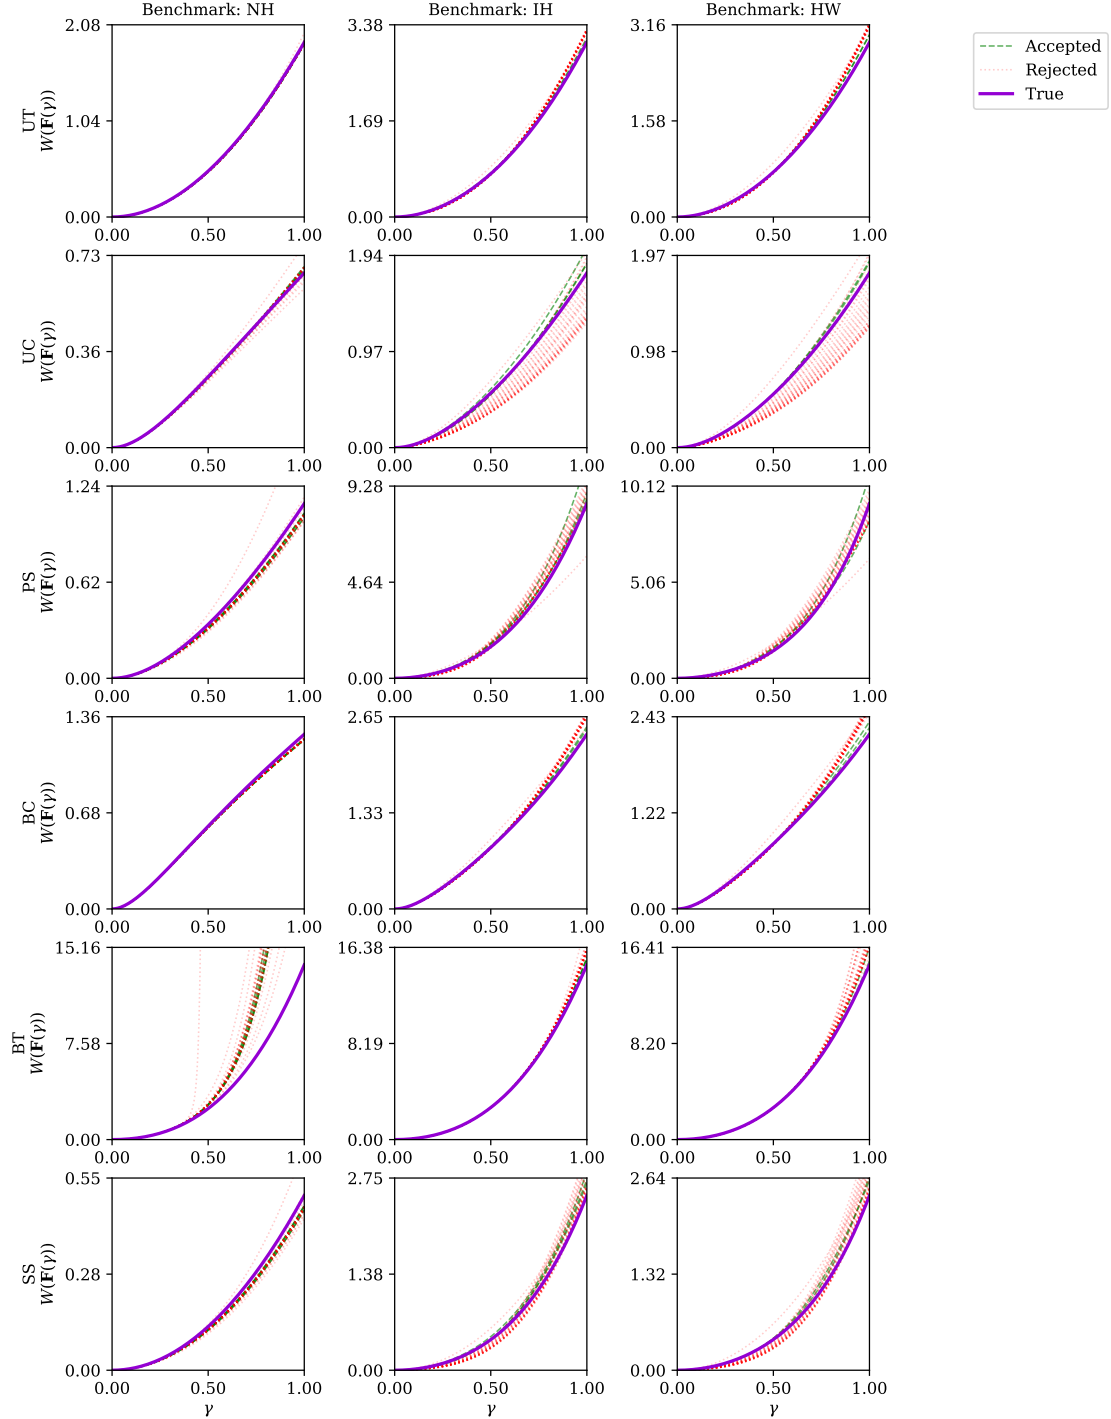 Benchmark: NH
Benchmark: IH
Benchmark: HW
Accepted
Rejected
True
UT
W(F(γ))
2.08
1.04
0.00
0.00 0.50 1.00
3.38
1.69
0.00
0.00 0.50 1.00
3.16
1.58
0.00
0.00 0.50 1.00
UC
W(F(γ))
0.73
0.36
0.00
0.00 0.50 1.00
1.94
0.97
0.00
0.00 0.50 1.00
1.97
0.98
0.00
0.00 0.50 1.00
PS
W(F(γ))
1.24
0.62
0.00
0.00 0.50 1.00
9.28
4.64
0.00
0.00 0.50 1.00
10.12
5.06
0.00
0.00 0.50 1.00
BC
W(F(γ))
1.36
0.68
0.00
0.00 0.50 1.00
2.65
1.33
0.00
0.00 0.50 1.00
2.43
1.22
0.00
0.00 0.50 1.00
BT
W(F(γ))
15.16
7.58
0.00
0.00 0.50 1.00
16.38
8.19
0.00
0.00 0.50 1.00
16.41
8.20
0.00
0.00 0.50 1.00
SS
W(F(γ))
0.55
0.28
0.00
0.00 0.50 1.00
γ
2.75
1.38
0.00
0.00 0.50 1.00
γ
2.64
1.32
0.00
0.00 0.50 1.00
γ